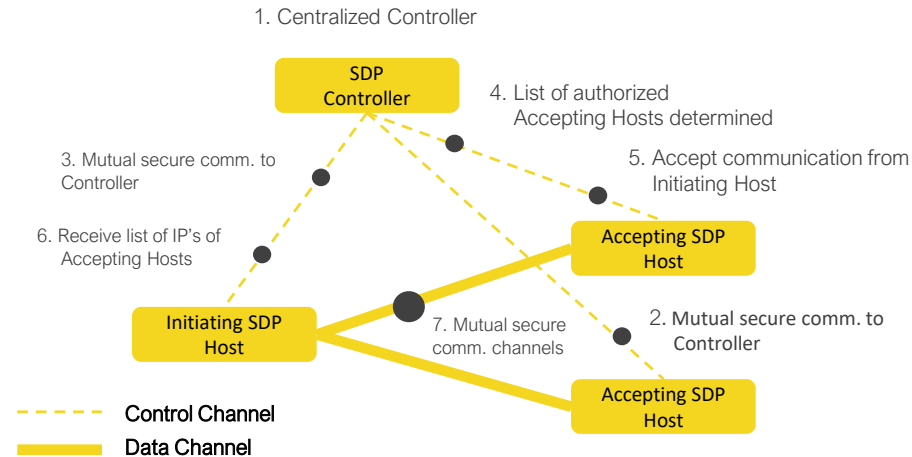 1. Centralized Controller
SDP
Controller
4. List of authorized
Accepting Hosts determined
3. Mutual secure comm. to
Controller
5. Accept communication from
Initiating Host
6. Receive list of IP's of
Accepting Hosts
Accepting SDP
Host
Initiating SDP
Host
7. Mutual secure
comm. channels
2. Mutual secure comm. to
Controller
Accepting SDP
Host
Control Channel
Data Channel